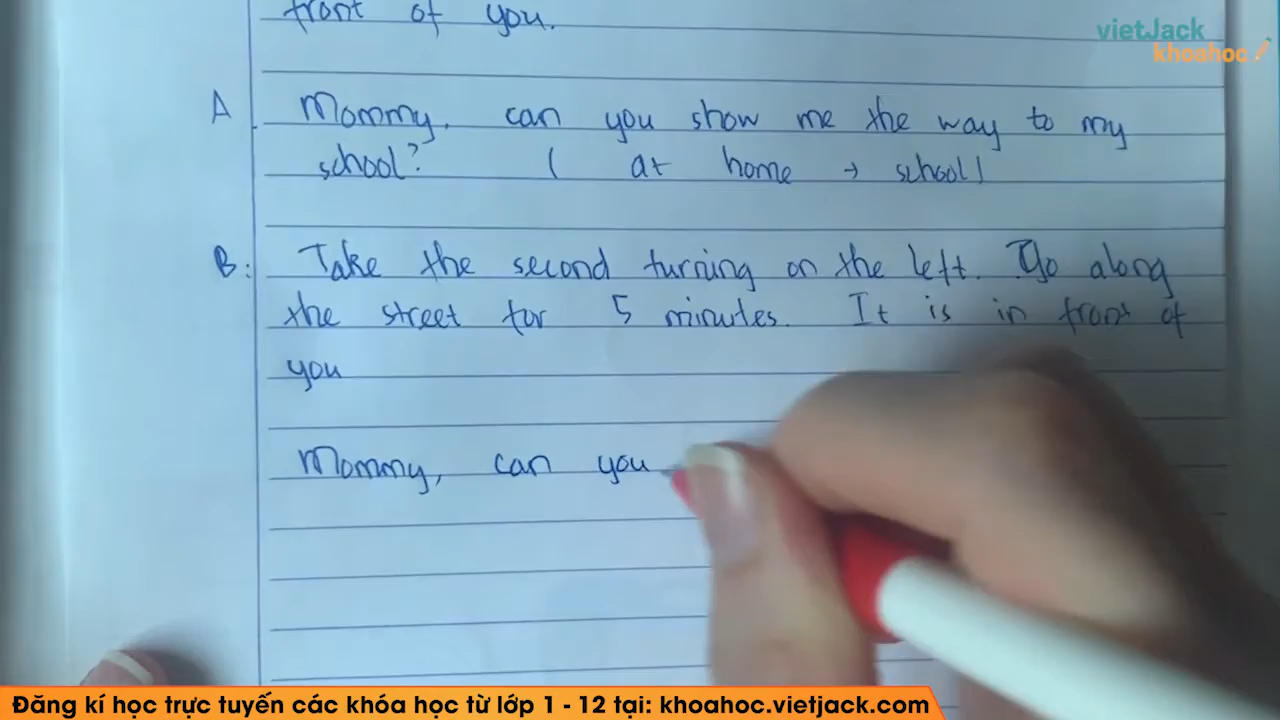 front of you.
vietJack
khoahoc
A Mommy, can you show me the way to my
school? ( at home → school)
B: Take the second turning on the left. Go along
the street for 5 minutes. It is in front of
you
Mommy, can you
Đăng kí học trực tuyến các khóa học từ lớp 1 - 12 tại: khoahoc.vietjack.com